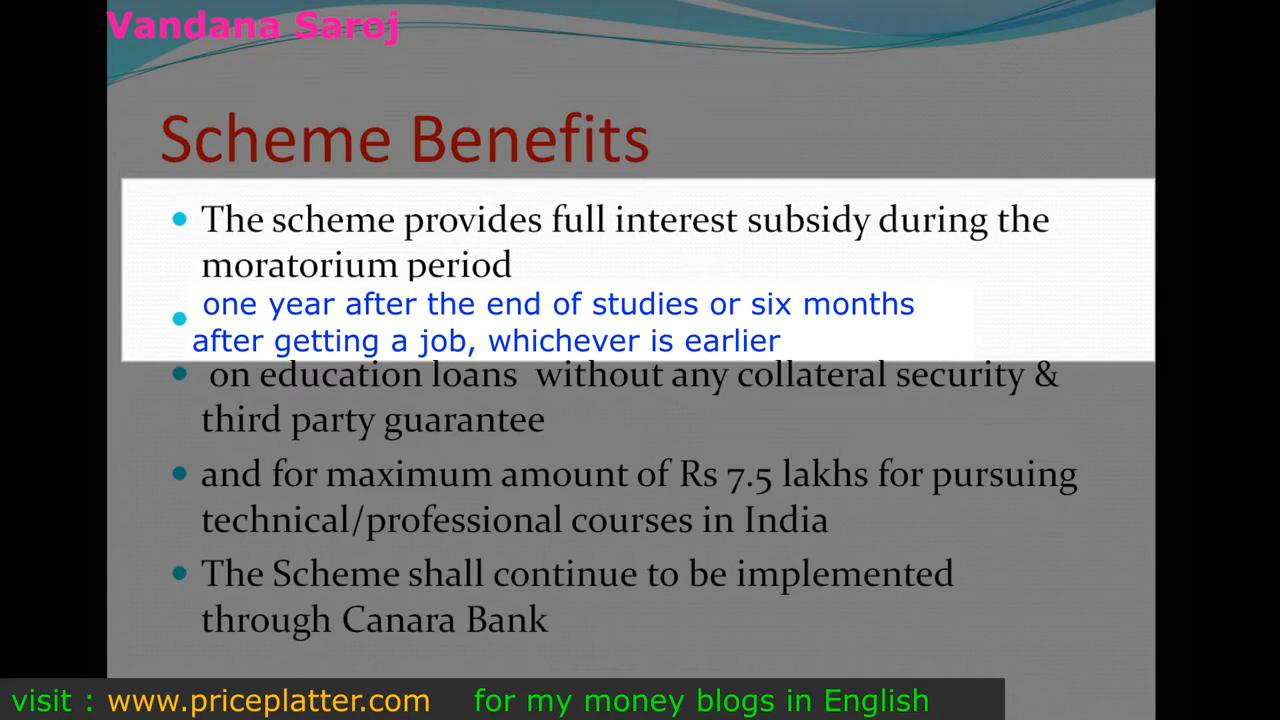 Vandana Saroj
Scheme Benefits
• The scheme provides full interest subsidy during the
moratorium period
• one year after the end of studies or six months
after getting a job, whichever is earlier
• on education loans without any collateral security &
third party guarantee
• and for maximum amount of Rs 7.5 lakhs for pursuing
technical/professional courses in India
• The Scheme shall continue to be implemented
through Canara Bank
visit : www.priceplatter.com for my money blogs in English